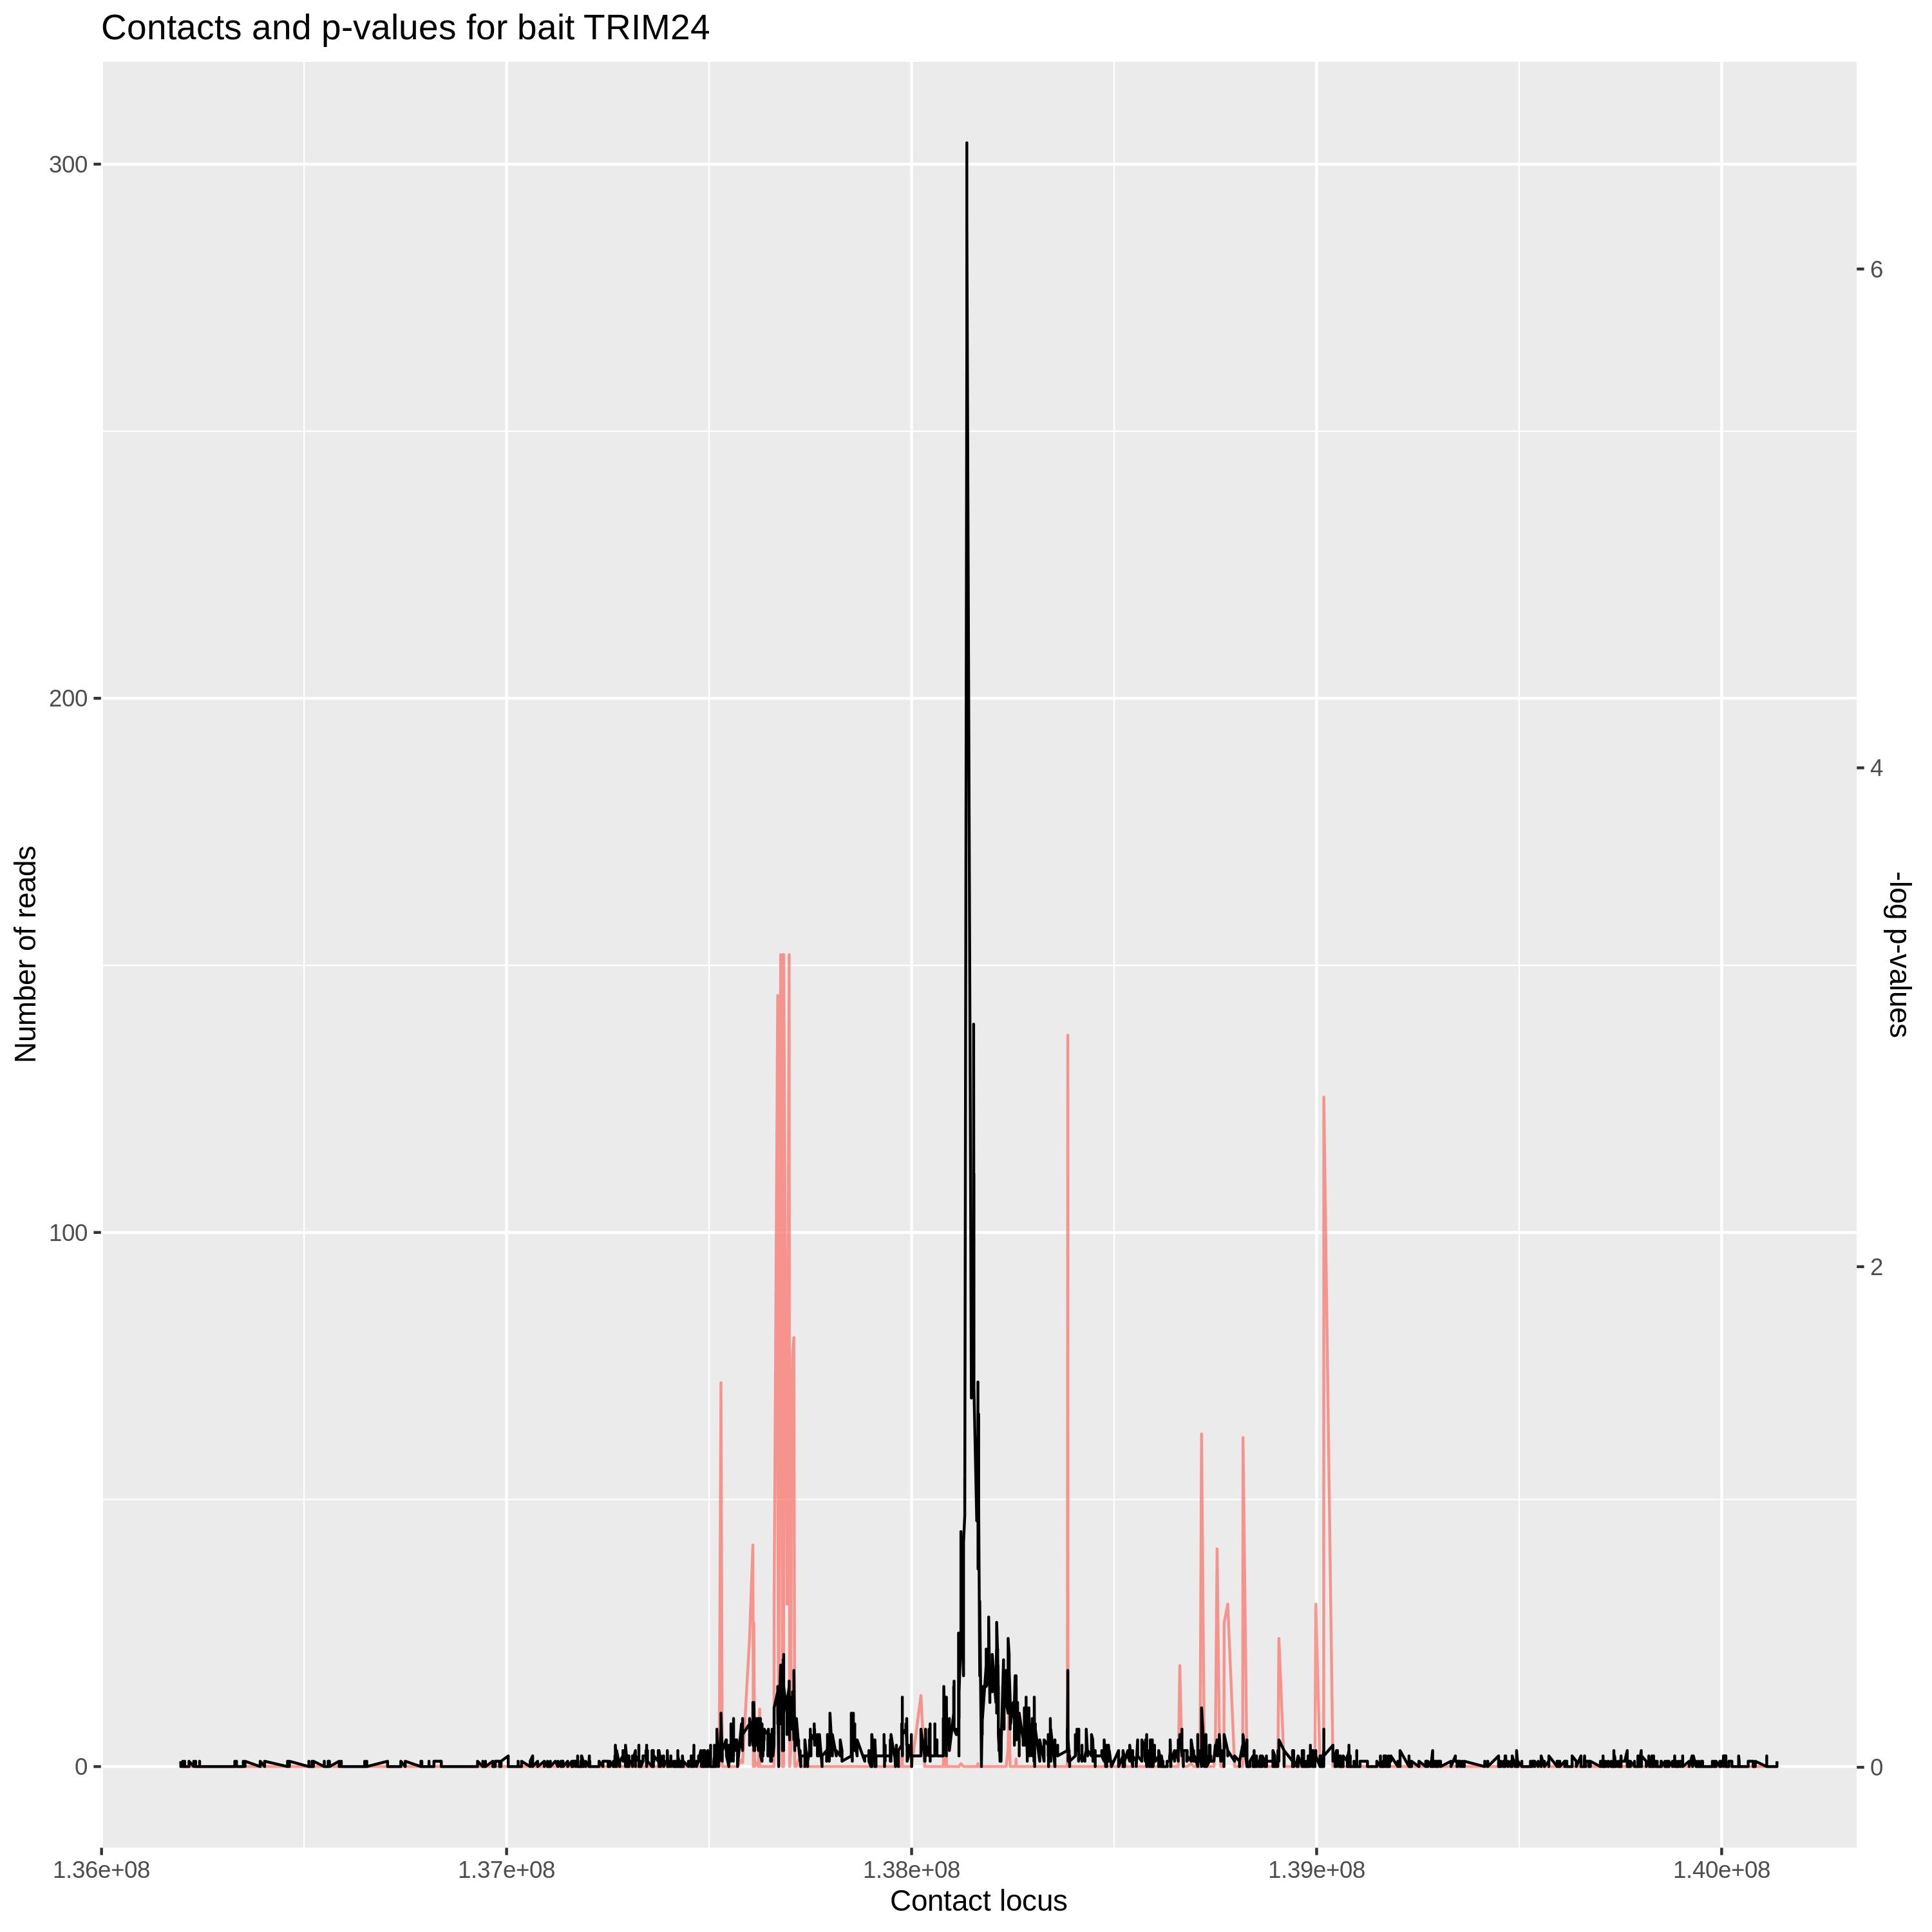 Contacts and p-values for bait TRIM24
300
200
100
0
Number of reads
6
4
2
0
-log p-values
1.36e+08 1.37e+08 1.38e+08 1.39e+08 1.40e+08
Contact locus